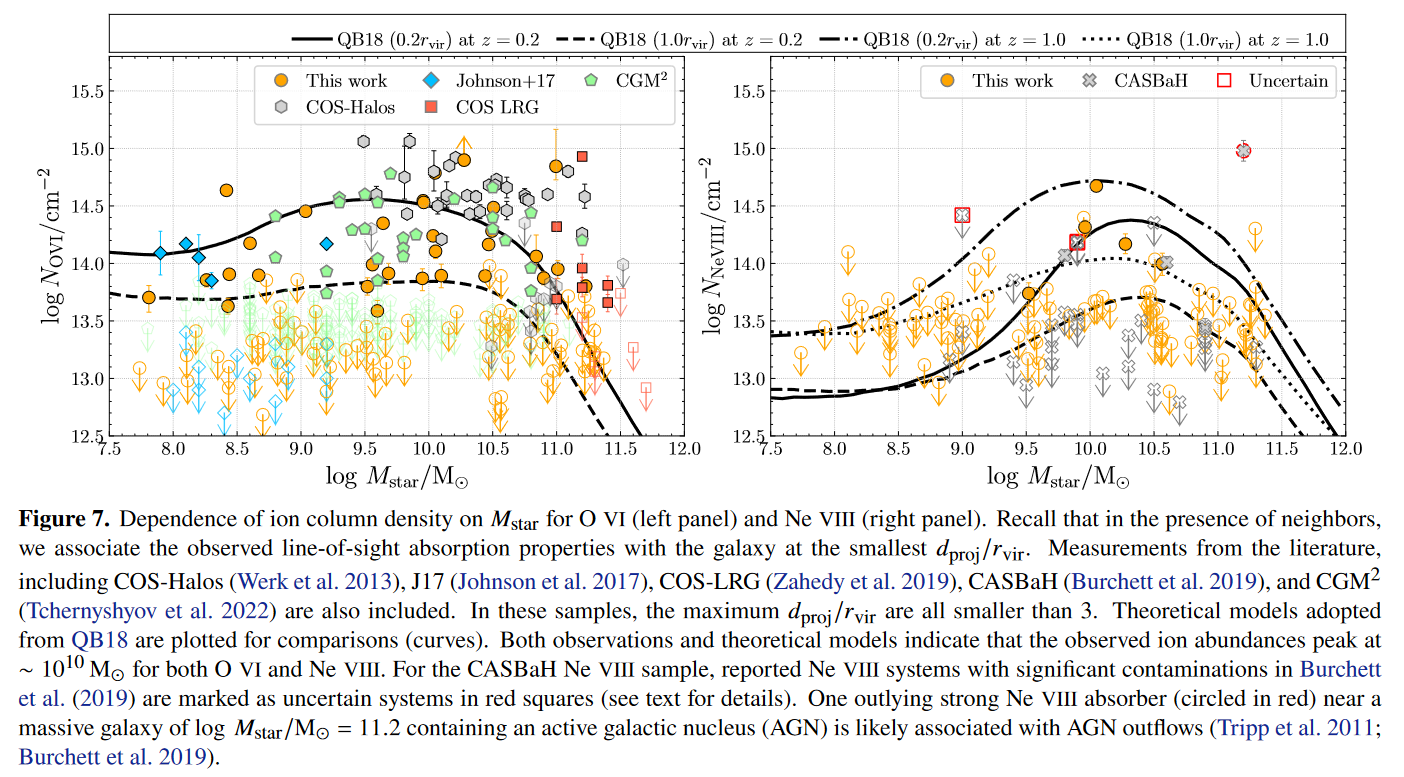 QB18 (0.2r_vir) at z = 0.2 QB18 (1.0r_vir) at z = 0.2 QB18 (0.2r_vir) at z = 1.0 QB18 (1.0r_vir) at z = 1.0
This work Johnson+17 CGM²
COS-Halos COS LRG
15.5
15.0
14.5
14.0
13.5
13.0
12.5
log N_OVI/cm⁻²
7.5 8.0 8.5 9.0 9.5 10.0 10.5 11.0 11.5 12.0
log M_star/M_⊙
This work CASBaH Uncertain
15.5
15.0
14.5
14.0
13.5
13.0
12.5
log N_NeVIII/cm⁻²
7.5 8.0 8.5 9.0 9.5 10.0 10.5 11.0 11.5 12.0
log M_star/M_⊙
Figure 7. Dependence of ion column density on M_star for O VI (left panel) and Ne VIII (right panel). Recall that in the presence of neighbors,
we associate the observed line-of-sight absorption properties with the galaxy at the smallest d_proj/r_vir. Measurements from the literature,
including COS-Halos (Werk et al. 2013), J17 (Johnson et al. 2017), COS-LRG (Zahedy et al. 2019), CASBaH (Burchett et al. 2019), and CGM²
(Tchernyshyov et al. 2022) are also included. In these samples, the maximum d_proj/r_vir are all smaller than 3. Theoretical models adopted
from QB18 are plotted for comparisons (curves). Both observations and theoretical models indicate that the observed ion abundances peak at
∼ 10¹⁰ M_⊙ for both O VI and Ne VIII. For the CASBaH Ne VIII sample, reported Ne VIII systems with significant contaminations in Burchett
et al. (2019) are marked as uncertain systems in red squares (see text for details). One outlying strong Ne VIII absorber (circled in red) near a
massive galaxy of log M_star/M_⊙ = 11.2 containing an active galactic nucleus (AGN) is likely associated with AGN outflows (Tripp et al. 2011;
Burchett et al. 2019).